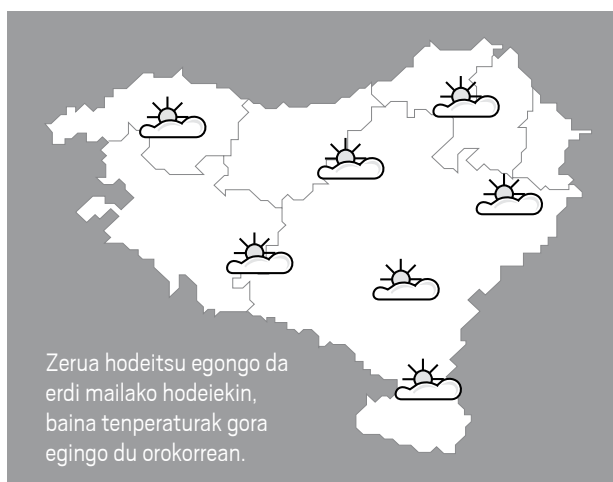 Zerua hodeitsu egongo da
erdi mailako hodeiekin,
baina tenperaturak gora
egingo du orokorrean.